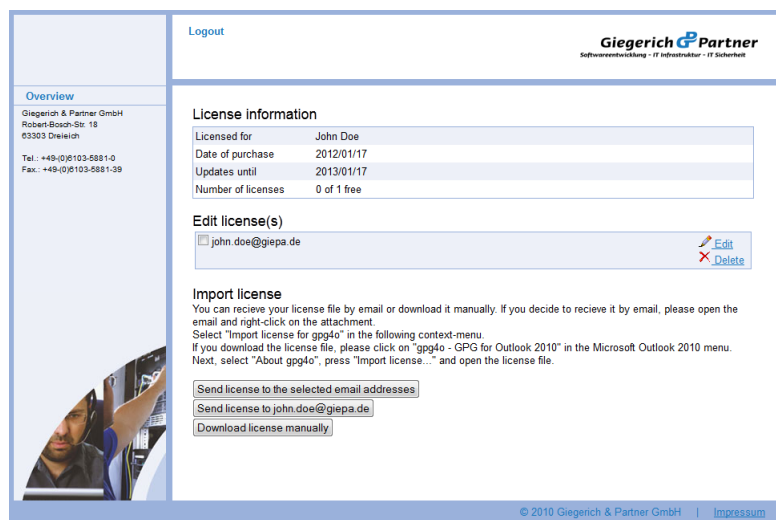 Logout
Giegerich GP Partner
Softwareentwicklung - IT Infrastruktur - IT Sicherheit
Overview
Giegerich & Partner GmbH
Robert-Bosch-Str. 18
63303 Dreieich
Tel.: +49-(0)6103-5881-0
Fax.: +49-(0)6103-5881-39
License information
Licensed for John Doe
Date of purchase 2012/01/17
Updates until 2013/01/17
Number of licenses 0 of 1 free
Edit license(s)
john.doe@giepa.de
Edit
Delete
Import license
You can recieve your license file by email or download it manually. If you decide to recieve it by email, please open the
email and right-click on the attachment.
Select "Import license for gpg4o" in the following context-menu.
If you download the license file, please click on "gpg4o - GPG for Outlook 2010" in the Microsoft Outlook 2010 menu.
Next, select "About gpg4o", press "Import license..." and open the license file.
Send license to the selected email addresses
Send license to john.doe@giepa.de
Download license manually
© 2010 Giegerich & Partner GmbH | Impressum